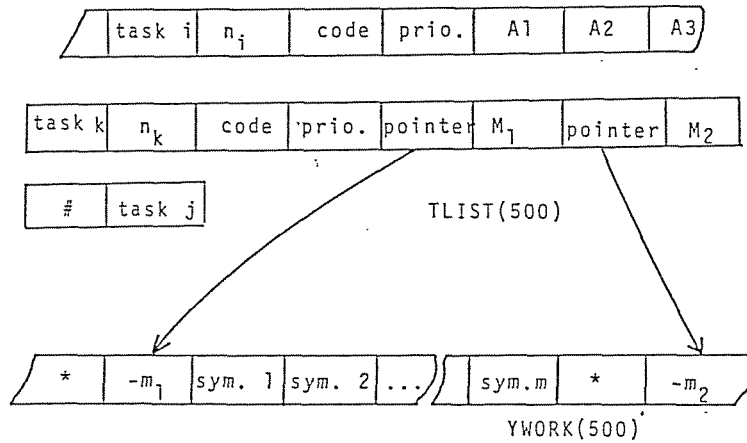 task i n_i code prio. A1 A2 A3
task k n_k code prio. pointer M_1 pointer M_2
# task j
TLIST(500)
* -m_1 sym. 1 sym. 2 ... sym.m * -m_2
YWORK(500)